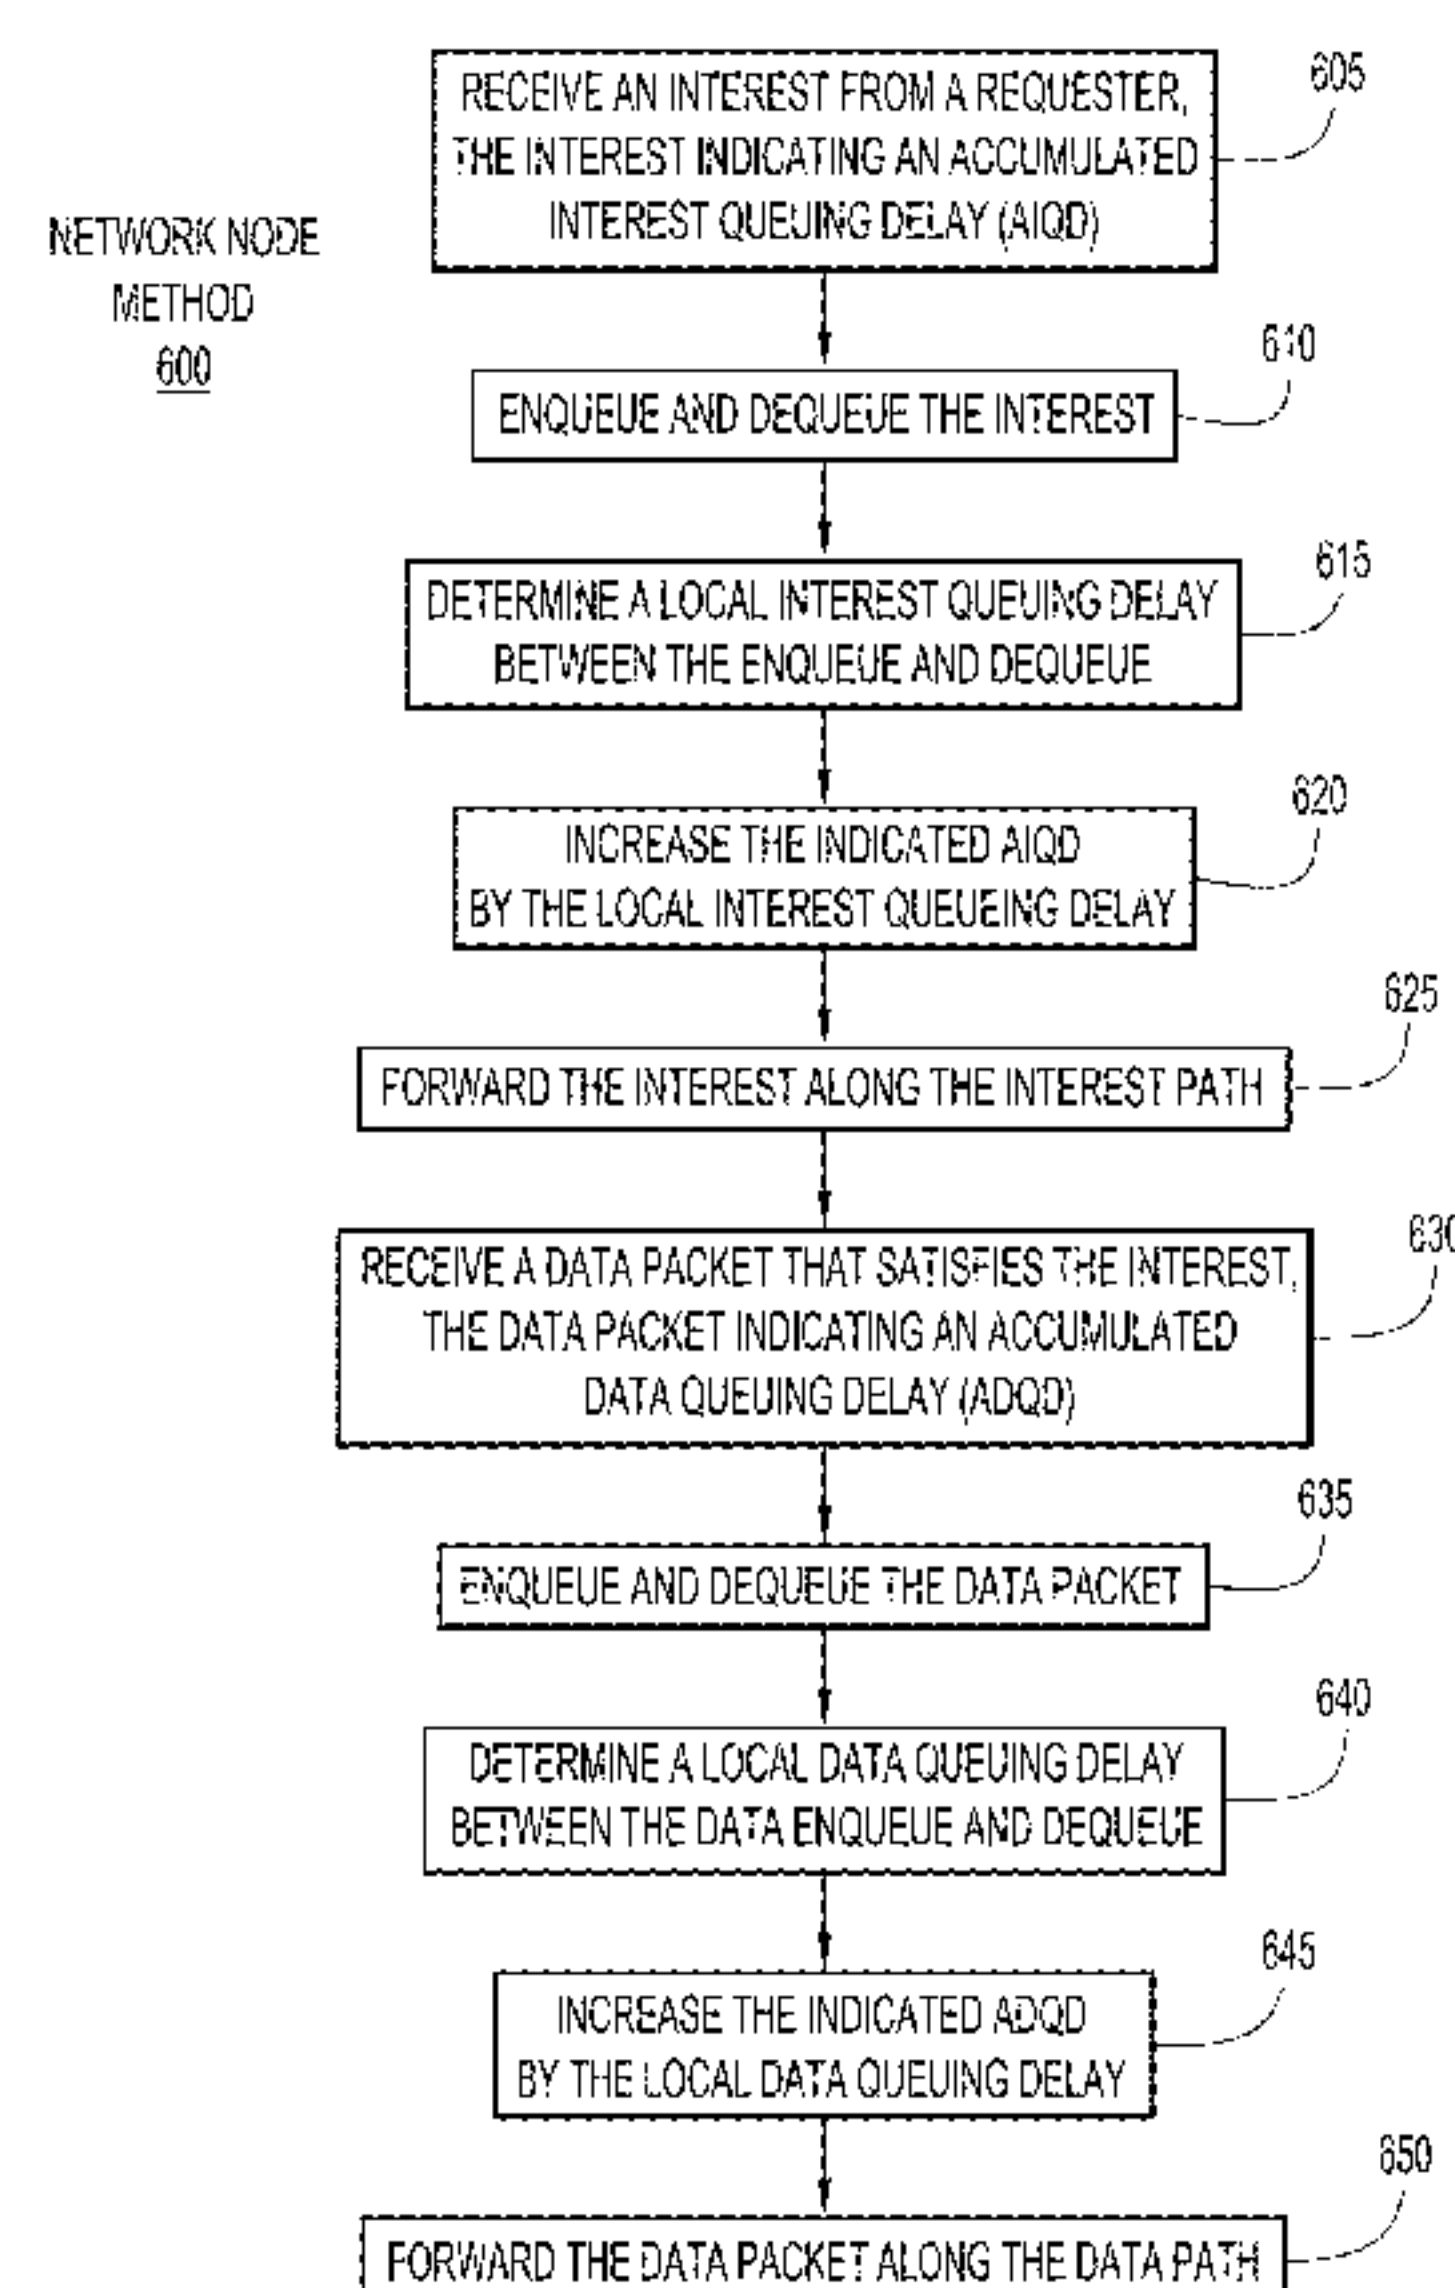 605
RECEIVE AN INTEREST FROM A REQUESTER,
THE INTEREST INDICATING AN ACCUMULATED
INTEREST QUEUING DELAY (AIQD)
NETWORK NODE
METHOD
600
610
ENQUEUE AND DEQUEUE THE INTEREST
615
DETERMINE A LOCAL INTEREST QUEUING DELAY
BETWEEN THE ENQUEUE AND DEQUEUE
620
INCREASE THE INDICATED AIQD
BY THE LOCAL INTEREST QUEUEING DELAY
625
FORWARD THE INTEREST ALONG THE INTEREST PATH
630
RECEIVE A DATA PACKET THAT SATISFIES THE INTEREST,
THE DATA PACKET INDICATING AN ACCUMULATED
DATA QUEUING DELAY (ADQD)
635
ENQUEUE AND DEQUEUE THE DATA PACKET
640
DETERMINE A LOCAL DATA QUEUING DELAY
BETWEEN THE DATA ENQUEUE AND DEQUEUE
645
INCREASE THE INDICATED ADQD
BY THE LOCAL DATA QUEUING DELAY
650
FORWARD THE DATA PACKET ALONG THE DATA PATH